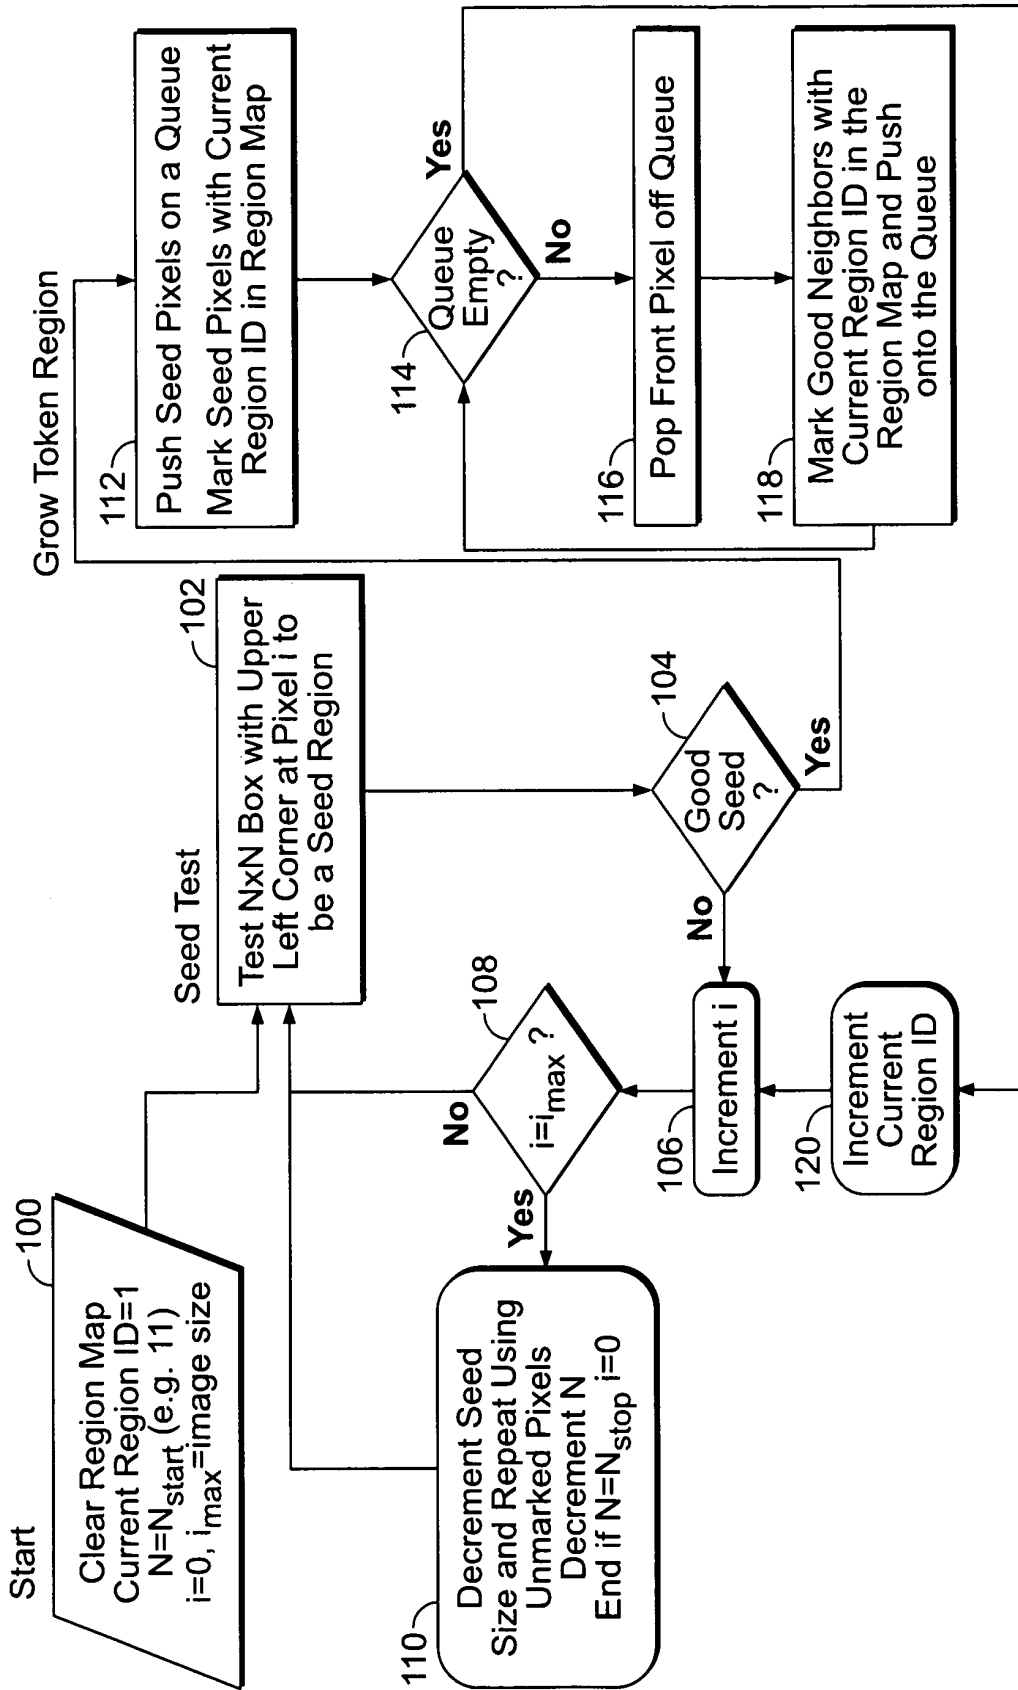 Start
100
Clear Region Map
Current Region ID=1
N=Nstart (e.g. 11)
i=0, imax=image size
Seed Test
102
Test NxN Box with Upper
Left Corner at Pixel i to
be a Seed Region
104
Good
Seed
?
No
Yes
106
Increment i
108
i=imax ?
No
Yes
110
Decrement Seed
Size and Repeat Using
Unmarked Pixels
Decrement N
End if N=Nstop i=0
Grow Token Region
112
Push Seed Pixels on a Queue
Mark Seed Pixels with Current
Region ID in Region Map
114
Queue
Empty
?
Yes
No
116
Pop Front Pixel off Queue
118
Mark Good Neighbors with
Current Region ID in the
Region Map and Push
onto the Queue
120
Increment
Current
Region ID